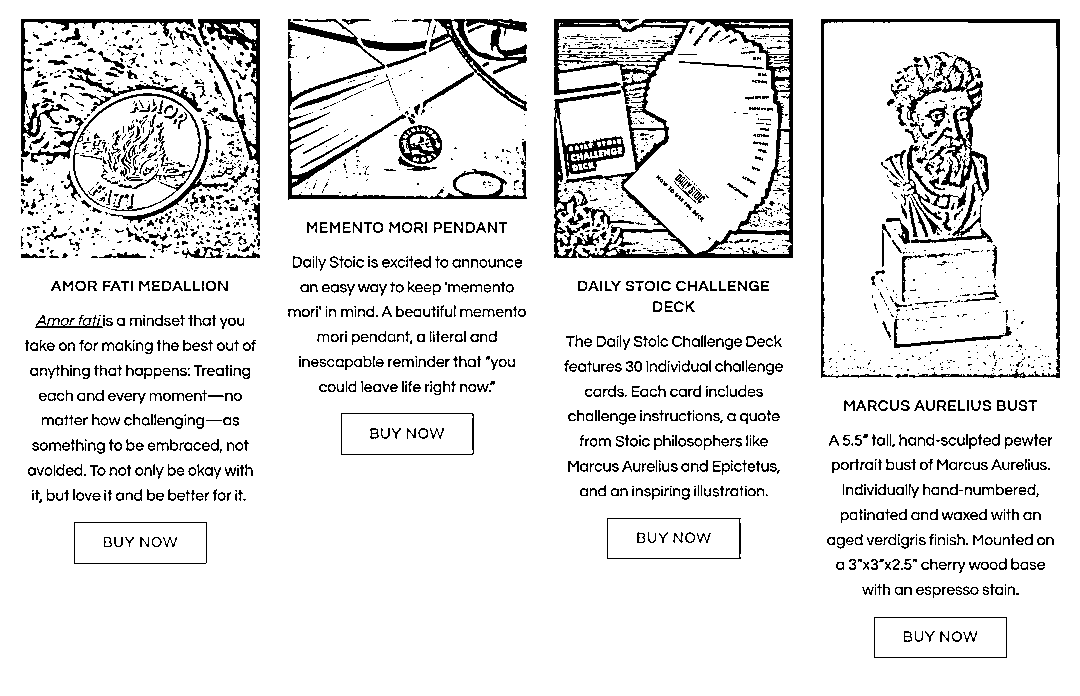 AMOR
FATI
AMOR FATI MEDALLION
Amor fati is a mindset that you
take on for making the best out of
anything that happens: Treating
each and every moment—no
matter how challenging—as
something to be embraced, not
avoided. To not only be okay with
it, but love it and be better for it.
BUY NOW
MEMENTO MORI PENDANT
Daily Stoic is excited to announce
an easy way to keep 'memento
mori' in mind. A beautiful memento
mori pendant, a literal and
inescapable reminder that "you
could leave life right now."
BUY NOW
DAILY STOIC
CHALLENGE
DECK
DAILY STOIC CHALLENGE
DECK
The Daily Stoic Challenge Deck
features 30 individual challenge
cards. Each card includes
challenge instructions, a quote
from Stoic philosophers like
Marcus Aurelius and Epictetus,
and an inspiring illustration.
BUY NOW
MARCUS AURELIUS BUST
A 5.5" tall, hand-sculpted pewter
portrait bust of Marcus Aurelius.
Individually hand-numbered,
patinated and waxed with an
aged verdigris finish. Mounted on
a 3"x3"x2.5" cherry wood base
with an espresso stain.
BUY NOW